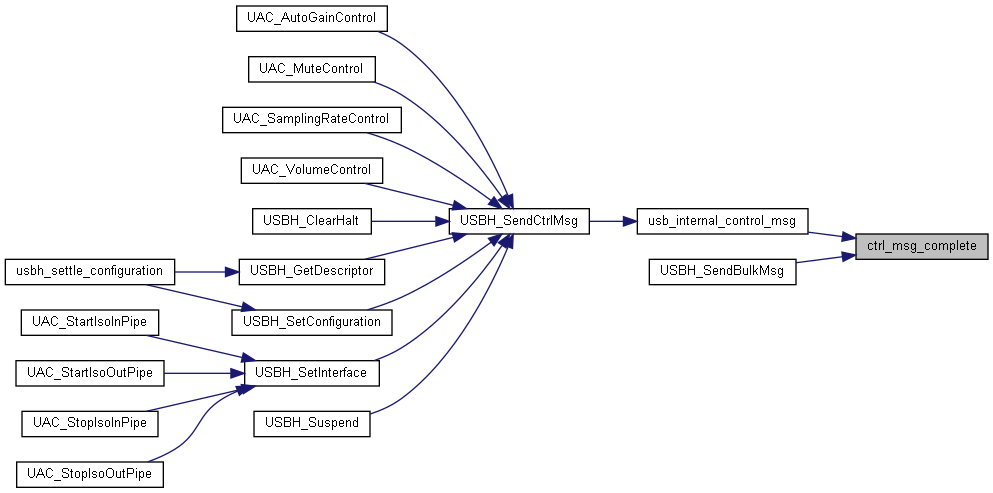 UAC_AutoGainControl
UAC_MuteControl
UAC_SamplingRateControl
UAC_VolumeControl
USBH_ClearHalt
USBH_SendCtrlMsg
usb_internal_control_msg
ctrl_msg_complete
usbh_settle_configuration
USBH_GetDescriptor
USBH_SendBulkMsg
USBH_SetConfiguration
UAC_StartIsoInPipe
UAC_StartIsoOutPipe
USBH_SetInterface
UAC_StopIsoInPipe
USBH_Suspend
UAC_StopIsoOutPipe